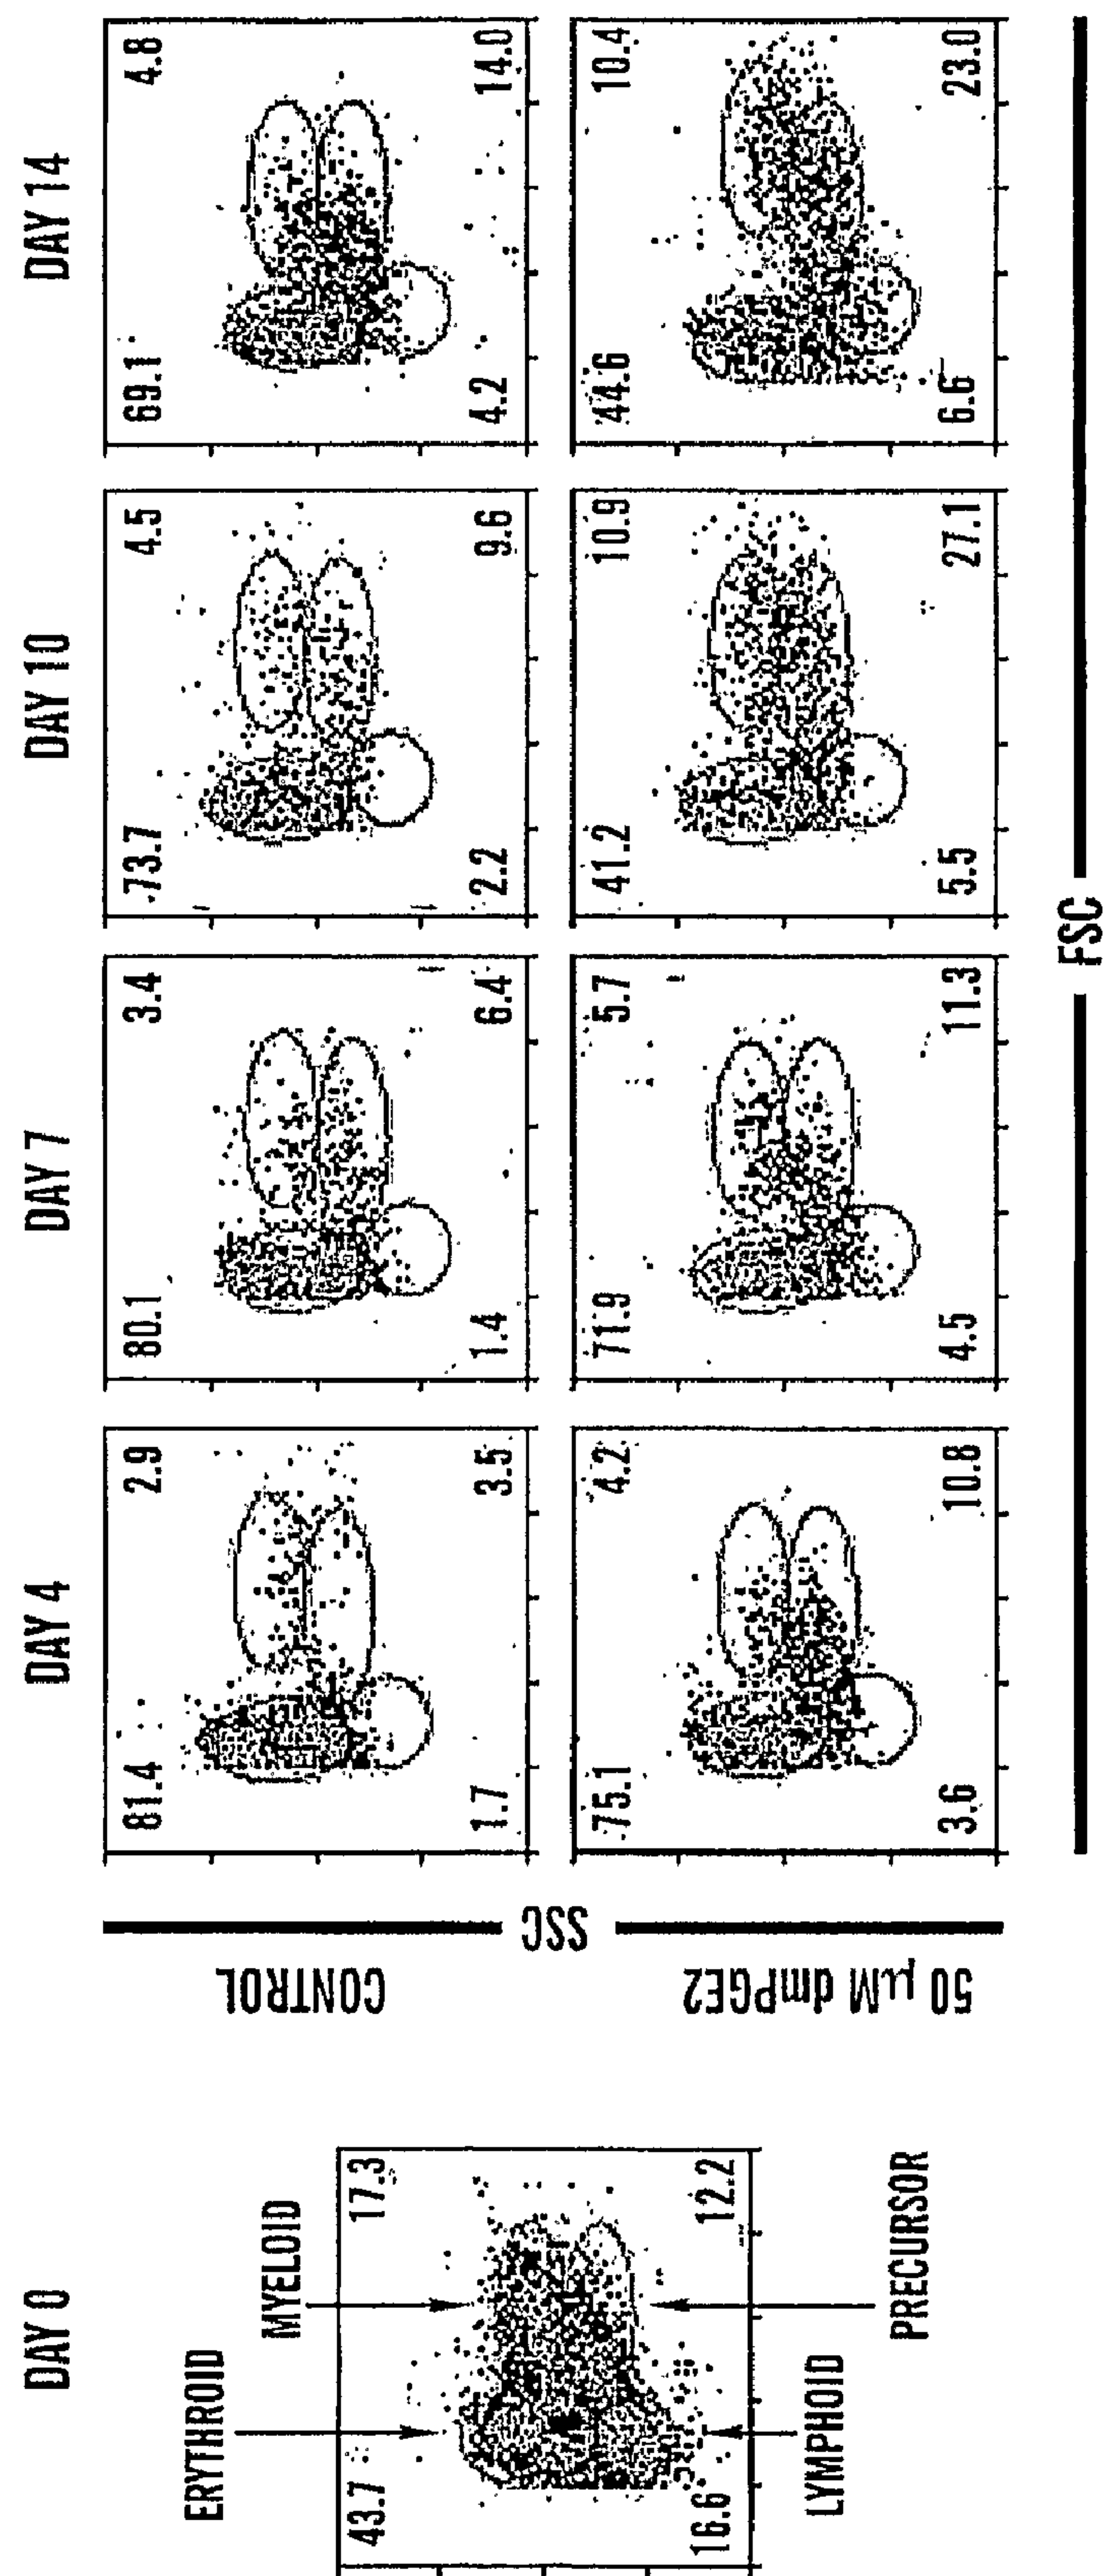 DAY 0
DAY 4
DAY 7
DAY 10
DAY 14
ERYTHROID
MYELOID
43.7
17.3
16.6
12.2
LYMPHOID
PRECURSOR
CONTROL
81.4
2.9
1.7
3.5
80.1
3.4
1.4
6.4
73.7
4.5
2.2
9.6
69.1
4.8
4.2
14.0
SSC
50 μM dmPGE2
75.1
4.2
3.6
10.8
71.9
5.7
4.5
11.3
41.2
10.9
5.5
27.1
44.6
10.4
6.6
23.0
FSC